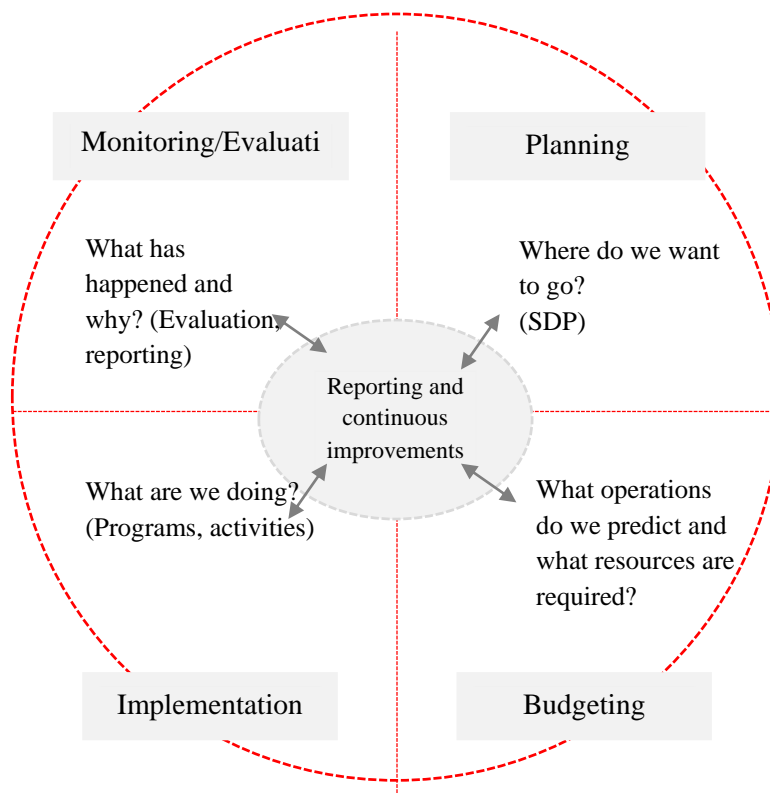 Monitoring/Evaluati
Planning
What has
happened and
why? (Evaluation,
reporting)
Where do we want
to go?
(SDP)
Reporting and
continuous
improvements
What are we doing?
(Programs, activities)
What operations
do we predict and
what resources are
required?
Implementation
Budgeting